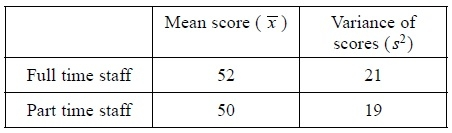 Mean score ( x̄ ) Variance of
scores (s²)
Full time staff 52 21
Part time staff 50 19